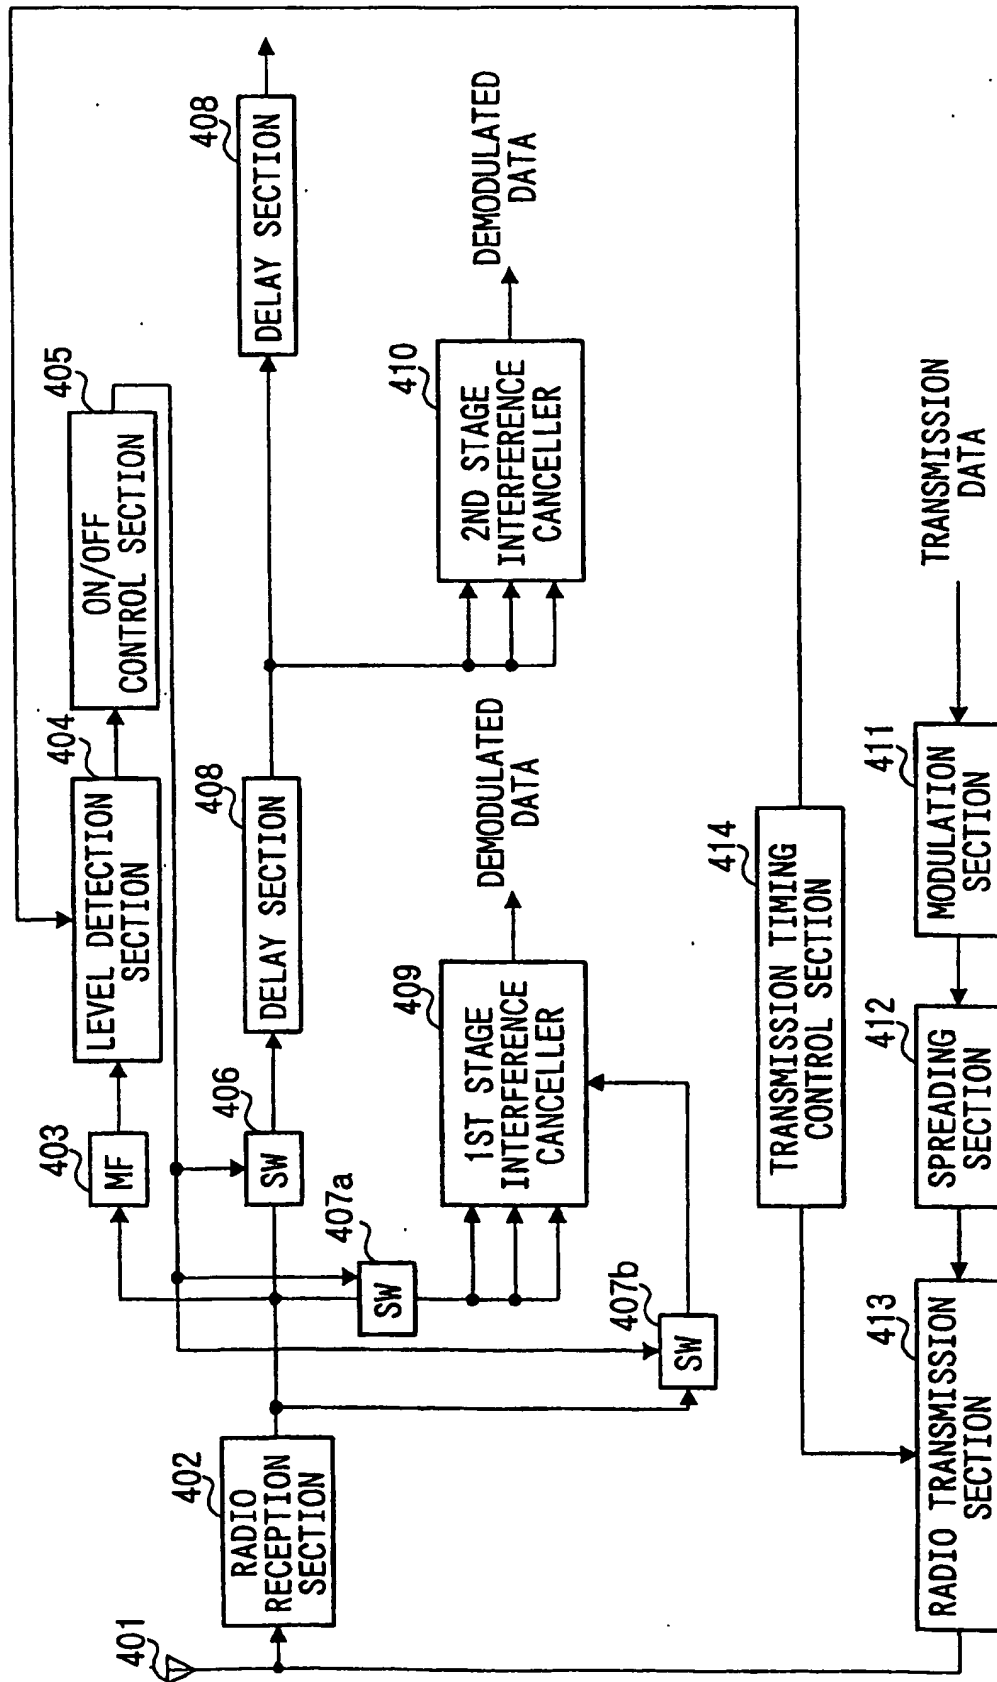 401
402
RADIO
RECEPTION
SECTION
403
MF
404
LEVEL DETECTION
SECTION
405
ON/OFF
CONTROL SECTION
406
SW
407a
SW
407b
SW
408
DELAY SECTION
408
DELAY SECTION
409
1ST STAGE
INTERFERENCE
CANCELLER
DEMODULATED
DATA
410
2ND STAGE
INTERFERENCE
CANCELLER
DEMODULATED
DATA
414
TRANSMISSION TIMING
CONTROL SECTION
413
RADIO TRANSMISSION
SECTION
412
SPREADING
SECTION
411
MODULATION
SECTION
TRANSMISSION
DATA